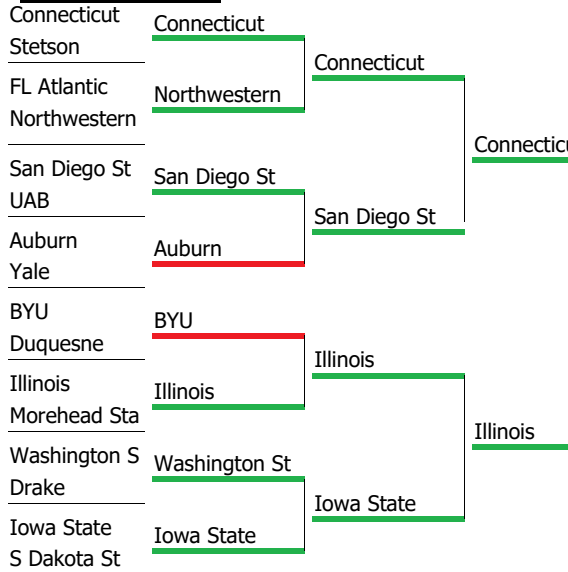 Connecticut
Stetson
FL Atlantic
Northwestern
San Diego St
UAB
Auburn
Yale
BYU
Duquesne
Illinois
Morehead Sta
Washington S
Drake
Iowa State
S Dakota St
Connecticut
Northwestern
San Diego St
Auburn
BYU
Illinois
Washington St
Iowa State
Connecticut
San Diego St
Illinois
Iowa State
Connecticu
Illinois